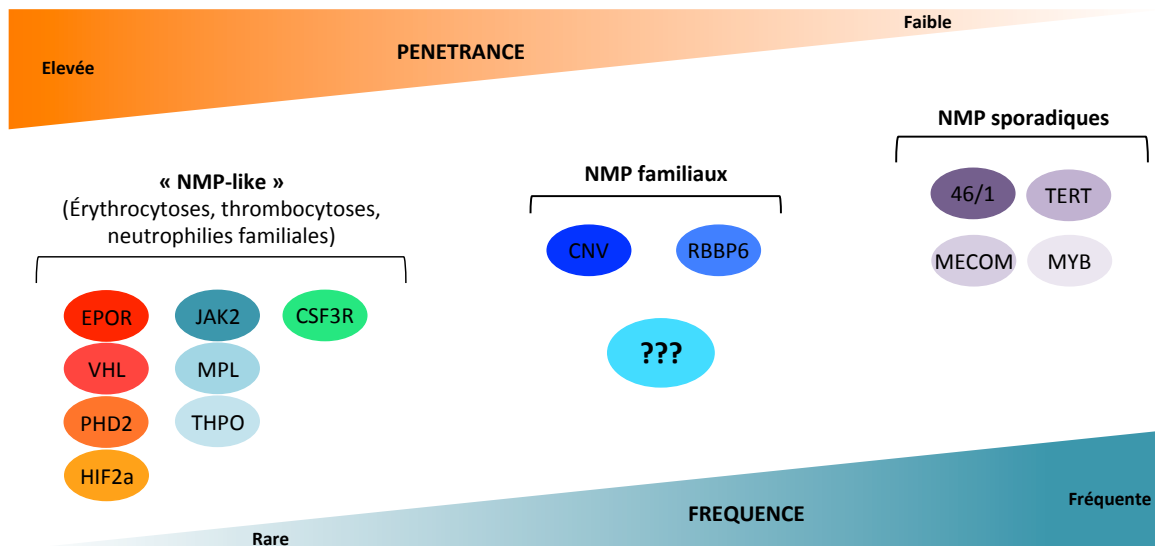 Faible
PENETRANCE
Elevée
NMP sporadiques
« NMP-like »
(Érythrocytoses, thrombocytoses,
neutrophilies familiales)
NMP familiaux
46/1 TERT
MECOM MYB
CNV RBBP6
???
EPOR JAK2 CSF3R
VHL MPL
PHD2 THPO
HIF2a
Fréquente
FREQUENCE
Rare